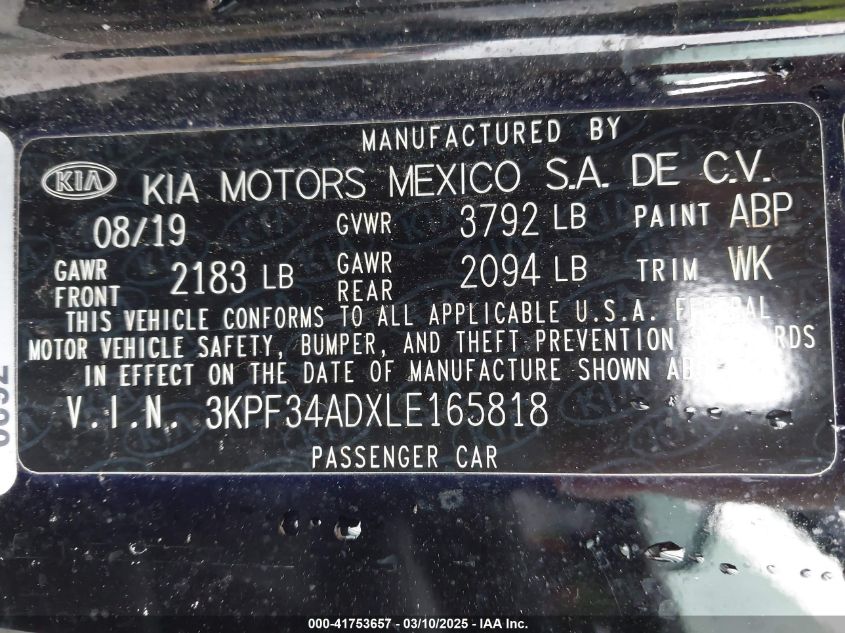 MANUFACTURED BY
KIA KIA MOTORS MEXICO S.A. DE C.V.
08/19 GVWR 3792 LB PAINT ABP
GAWR FRONT 2183 LB GAWR REAR 2094 LB TRIM WK
THIS VEHICLE CONFORMS TO ALL APPLICABLE U.S.A.
MOTOR VEHICLE SAFETY, BUMPER, AND THEFT PREVENTION
IN EFFECT ON THE DATE OF MANUFACTURE SHOWN
V.I.N. 3KPF34ADXLE165818
PASSENGER CAR
000-41753657 — 03/10/2025 — IAA Inc.